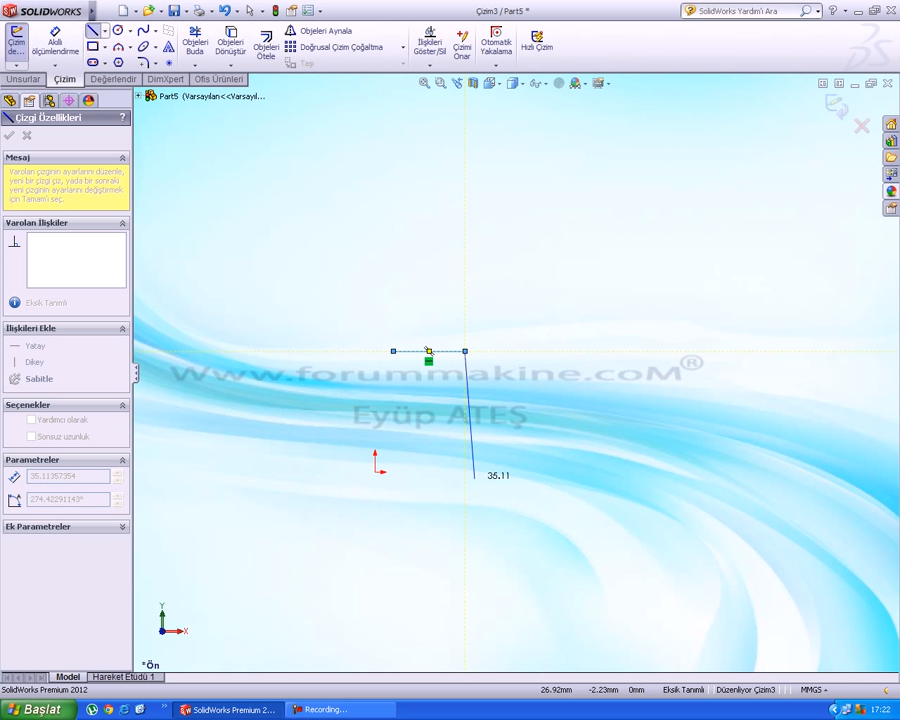 SOLIDWORKS
Çizim3 / Part5 *
SolidWorks Yardım'ı Ara
Çizim de...
Akıllı ölçümlendirme
Objeleri Buda
Objeleri Dönüştür
Objeleri Ötele
Objeleri Aynala
Doğrusal Çizim Çoğaltma
Taşı
İlişkileri Göster/Sil
Çizimi Onar
Otomatik Yakalama
Hızlı Çizim
Unsurlar
Çizim
Değerlendir
DimXpert
Ofis Ürünleri
Part5 (Varsayılan<<Varsayıl...
Çizgi Özellikleri
?
Mesaj
Varolan çizginin ayarlarını düzenle,
yeni bir çizgi çiz, yada bir sonraki
yeni çizginin ayarlarını değiştirmek
için Tamam'ı seç.
Varolan İlişkiler
Eksik Tanımlı
İlişkileri Ekle
Yatay
Dikey
Sabitle
Seçenekler
Yardımcı olarak
Sonsuz uzunluk
Parametreler
35.11357354
274.42291143°
Ek Parametreler
www.forummakine.coM®
Eyüp ATEŞ
35.11
Y
X
*Ön
Model
Hareket Etüdü 1
SolidWorks Premium 2012
26.92mm
-2.23mm
0mm
Eksik Tanımlı
Düzenliyor Çizim3
MMGS
Başlat
SolidWorks Premium 2...
Recording...
17:22